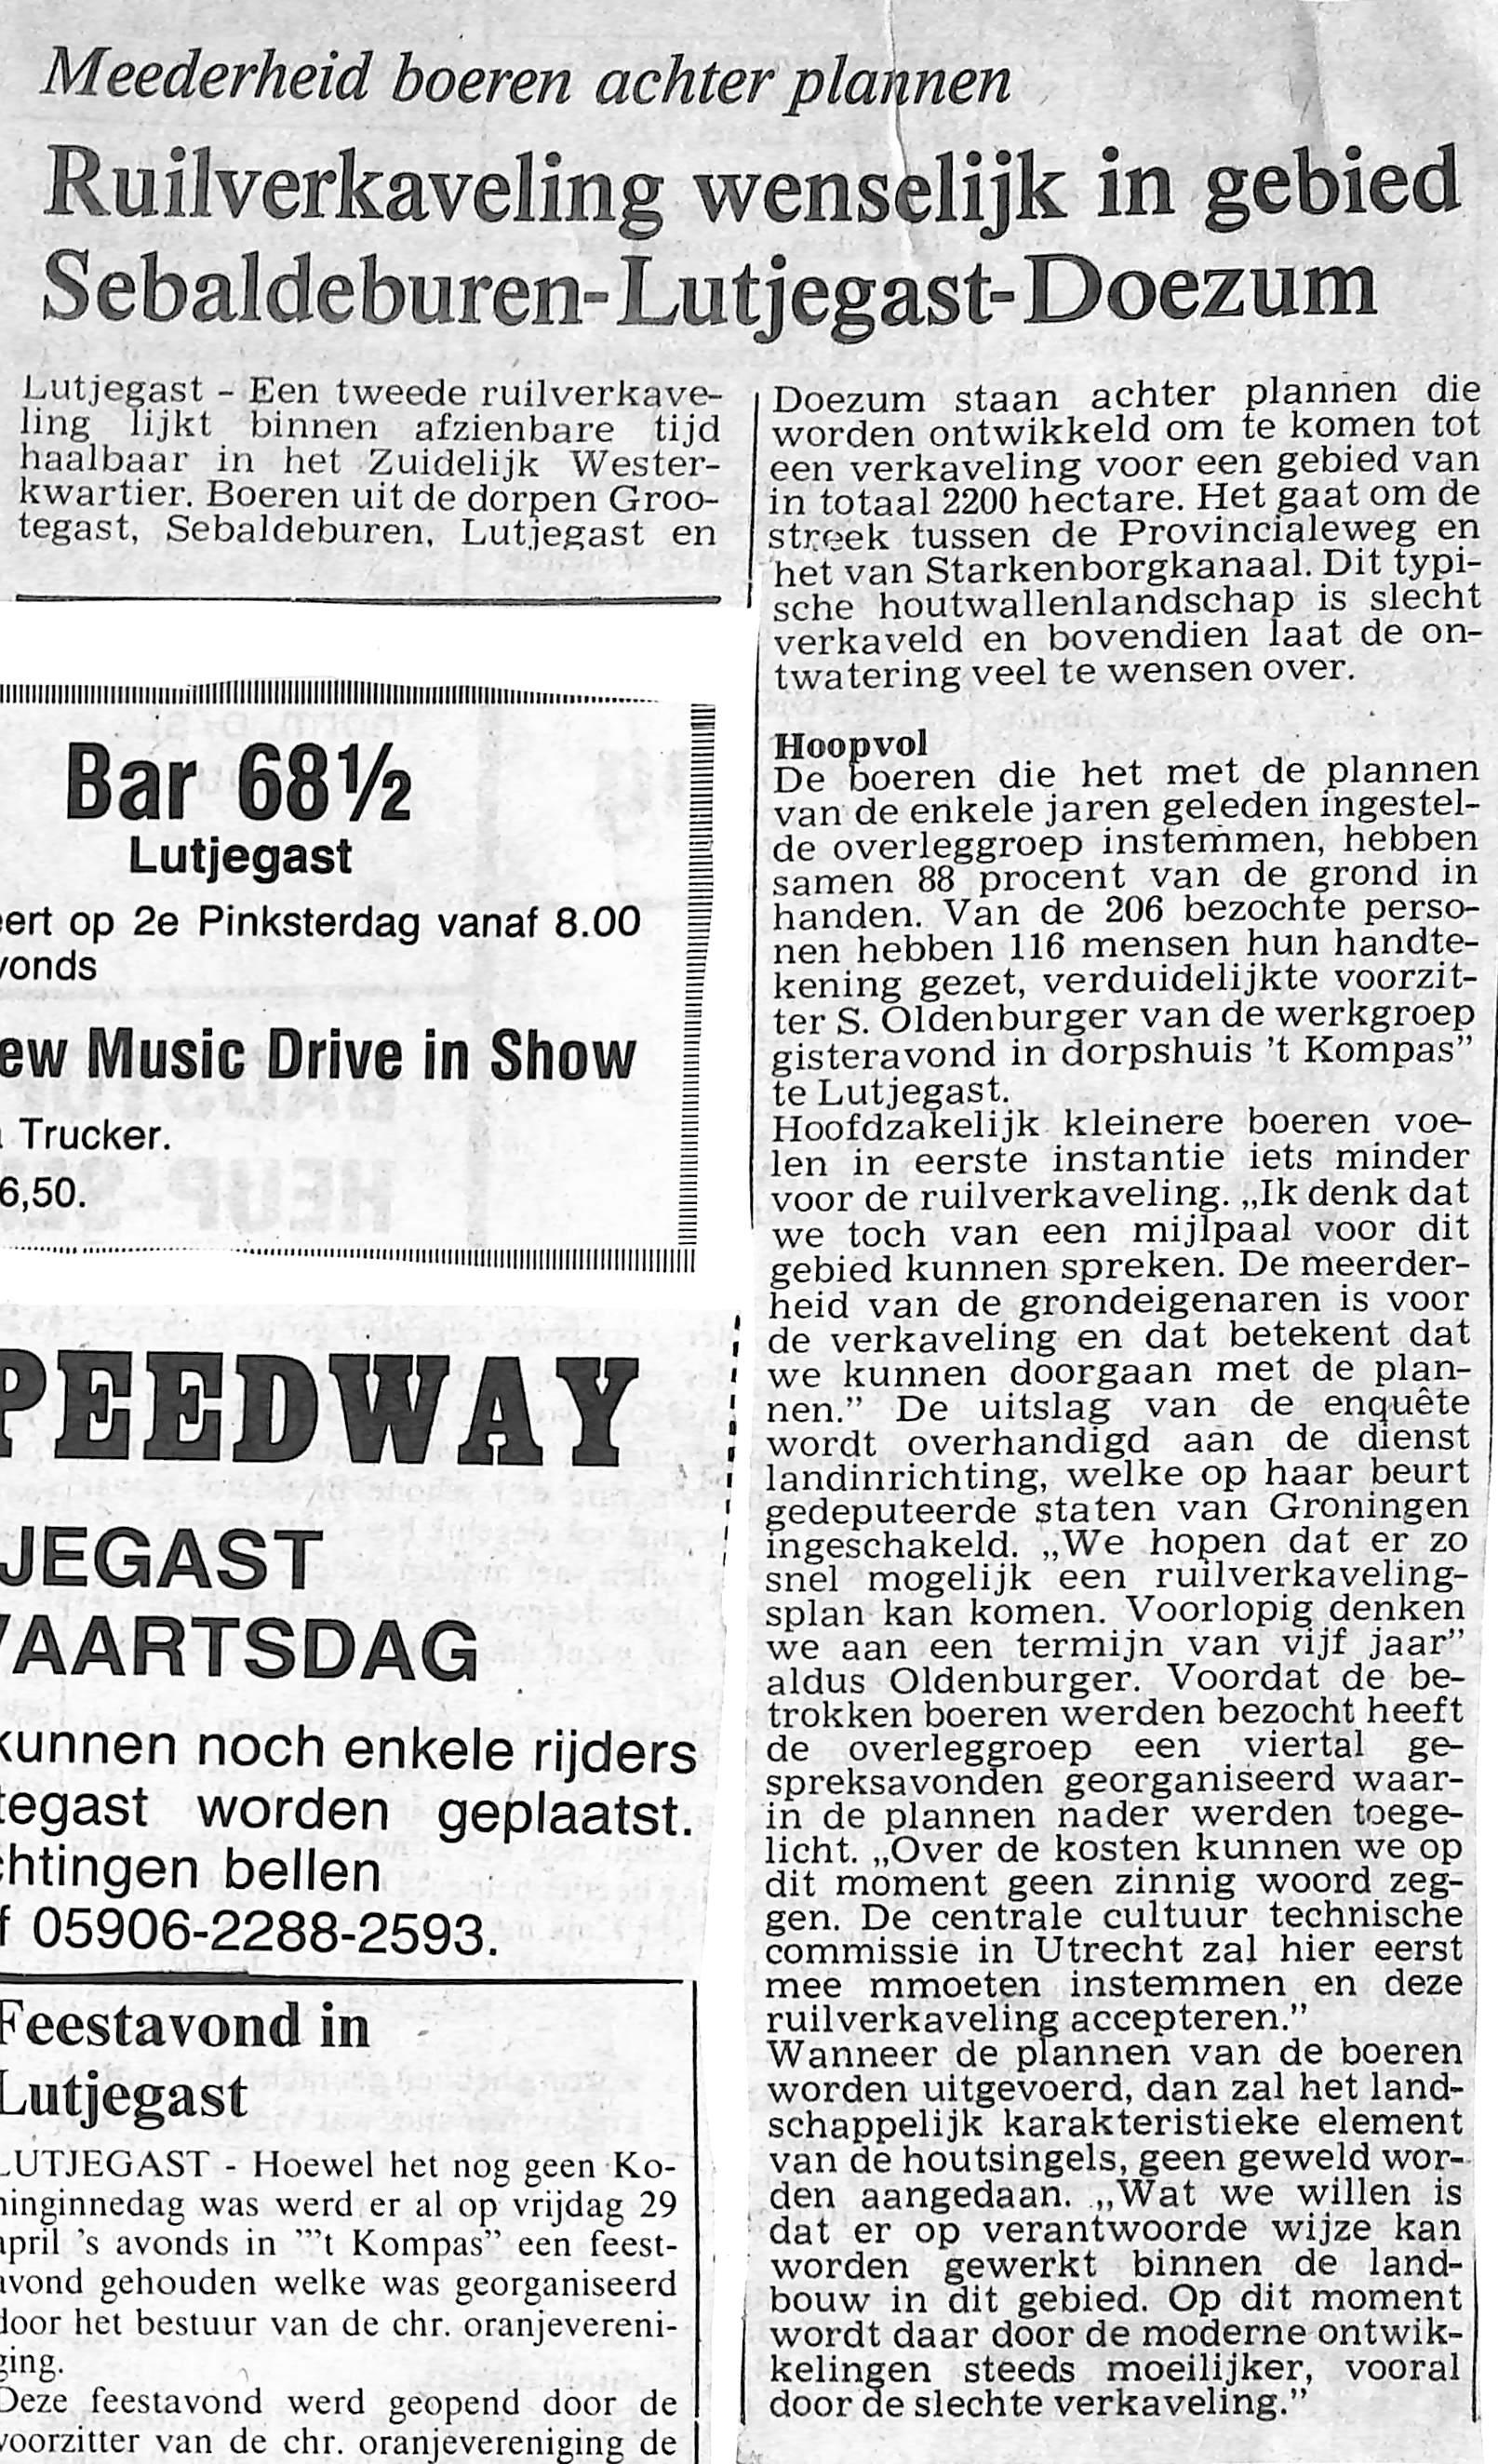 Meederheid boeren achter plannen
Ruilverkaveling wenselijk in gebied
Sebaldeburen-Lutjegast-Doezum
Lutjegast - Een tweede ruilverkave-
ling lijkt binnen afzienbare tijd
haalbaar in het Zuidelijk Wester-
kwartier. Boeren uit de dorpen Groo-
tegast, Sebaldeburen, Lutjegast en
Doezum staan achter plannen die
worden ontwikkeld om te komen tot
een verkaveling voor een gebied van
in totaal 2200 hectare. Het gaat om de
streek tussen de Provincialeweg en
het van Starkenborgkanaal. Dit typi-
sche houtwallenlandschap is slecht
verkaveld en bovendien laat de on-
twatering veel te wensen over.
Hoopvol
De boeren die het met de plannen
van de enkele jaren geleden ingestel-
de overleggroep instemmen, hebben
samen 88 procent van de grond in
handen. Van de 206 bezochte perso-
nen hebben 116 mensen hun handte-
kening gezet, verduidelijkte voorzit-
ter S. Oldenburger van de werkgroep
gisteravond in dorpshuis 't Kompas”
te Lutjegast.
Hoofdzakelijk kleinere boeren voe-
len in eerste instantie iets minder
voor de ruilverkaveling. „Ik denk dat
we toch van een mijlpaal voor dit
gebied kunnen spreken. De meerder-
heid van de grondeigenaren is voor
de verkaveling en dat betekent dat
we kunnen doorgaan met de plan-
nen.” De uitslag van de enquête
wordt overhandigd aan de dienst
landinrichting, welke op haar beurt
gedeputeerde staten van Groningen
ingeschakeld. „We hopen dat er zo
snel mogelijk een ruilverkaveling-
splan kan komen. Voorlopig denken
we aan een termijn van vijf jaar”
aldus Oldenburger. Voordat de be-
trokken boeren werden bezocht heeft
de overleggroep een viertal ge-
spreksavonden georganiseerd waar-
in de plannen nader werden toege-
licht. „Over de kosten kunnen we op
dit moment geen zinnig woord zeg-
gen. De centrale cultuur technische
commissie in Utrecht zal hier eerst
mee mmoeten instemmen en deze
ruilverkaveling accepteren.”
Wanneer de plannen van de boeren
worden uitgevoerd, dan zal het land-
schappelijk karakteristieke element
van de houtsingels, geen geweld wor-
den aangedaan. „Wat we willen is
dat er op verantwoorde wijze kan
worden gewerkt binnen de land-
bouw in dit gebied. Op dit moment
wordt daar door de moderne ontwik-
kelingen steeds moeilijker, vooral
door de slechte verkaveling.”
Bar 68½
Lutjegast
ert op 2e Pinksterdag vanaf 8.00
vonds
ew Music Drive in Show
Trucker.
6,50.
PEEDWAY
JEGAST
VAARTSDAG
kunnen noch enkele rijders
tegast worden geplaatst.
chtingen bellen
f 05906-2288-2593.
Feestavond in
Lutjegast
LUTJEGAST - Hoewel het nog geen Ko-
ninginnedag was werd er al op vrijdag 29
april 's avonds in ”'t Kompas” een feest-
avond gehouden welke was georganiseerd
door het bestuur van de chr. oranjevereni-
ging.
Deze feestavond werd geopend door de
voorzitter van de chr. oranjevereniging de